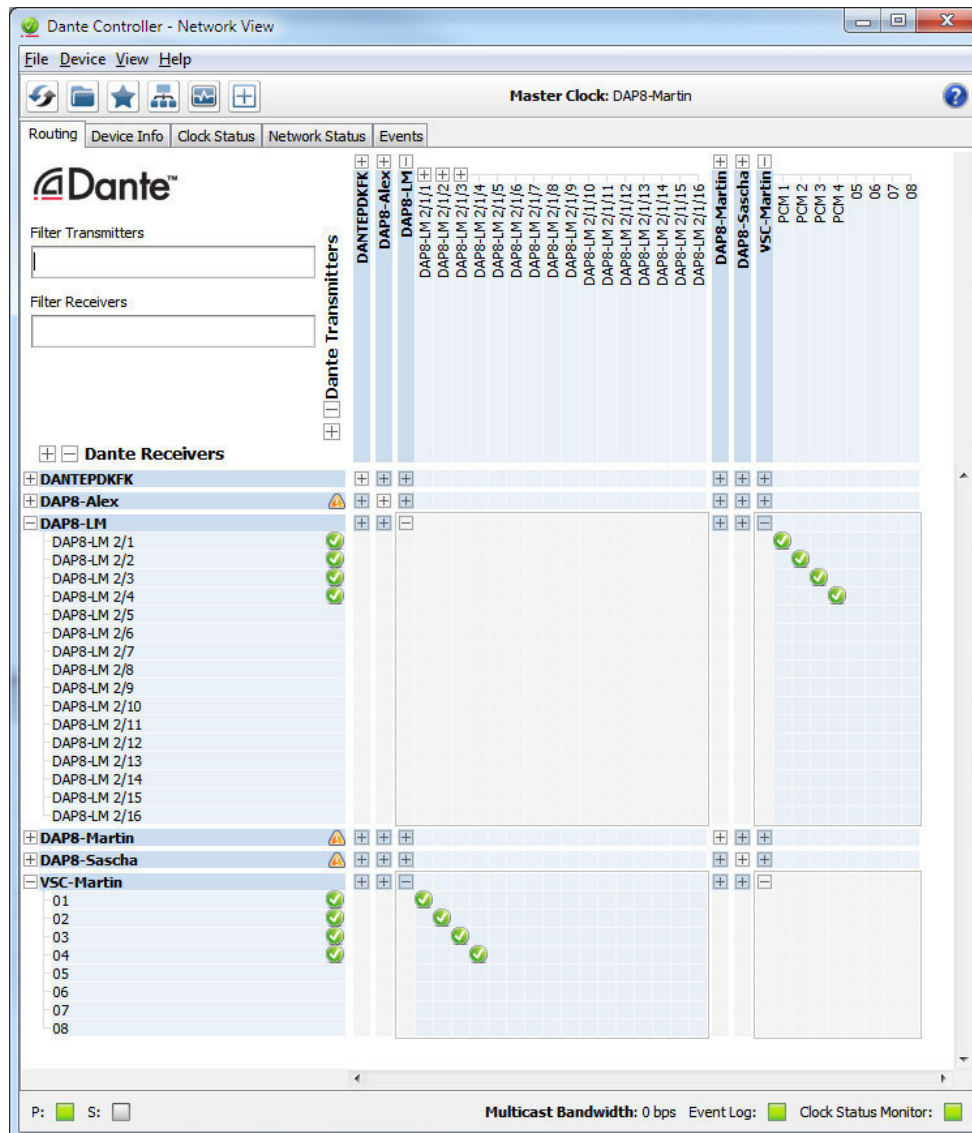 Dante Controller - Network View
File Device View Help
Master Clock: DAP8-Martin
Routing Device Info Clock Status Network Status Events
Dante™
Filter Transmitters
Filter Receivers
Dante Transmitters
DANTEPDKFK
DAP8-Alex
DAP8-LM
DAP8-LM 2/1/1
DAP8-LM 2/1/2
DAP8-LM 2/1/3
DAP8-LM 2/1/4
DAP8-LM 2/1/5
DAP8-LM 2/1/6
DAP8-LM 2/1/7
DAP8-LM 2/1/8
DAP8-LM 2/1/9
DAP8-LM 2/1/10
DAP8-LM 2/1/11
DAP8-LM 2/1/12
DAP8-LM 2/1/13
DAP8-LM 2/1/14
DAP8-LM 2/1/15
DAP8-LM 2/1/16
DAP8-Martin
DAP8-Sascha
VSC-Martin
PCM 1
PCM 2
PCM 3
PCM 4
05
06
07
08
Dante Receivers
DANTEPDKFK
DAP8-Alex
DAP8-LM
DAP8-LM 2/1
DAP8-LM 2/2
DAP8-LM 2/3
DAP8-LM 2/4
DAP8-LM 2/5
DAP8-LM 2/6
DAP8-LM 2/7
DAP8-LM 2/8
DAP8-LM 2/9
DAP8-LM 2/10
DAP8-LM 2/11
DAP8-LM 2/12
DAP8-LM 2/13
DAP8-LM 2/14
DAP8-LM 2/15
DAP8-LM 2/16
DAP8-Martin
DAP8-Sascha
VSC-Martin
01
02
03
04
05
06
07
08
P: S: Multicast Bandwidth: 0 bps Event Log: Clock Status Monitor: